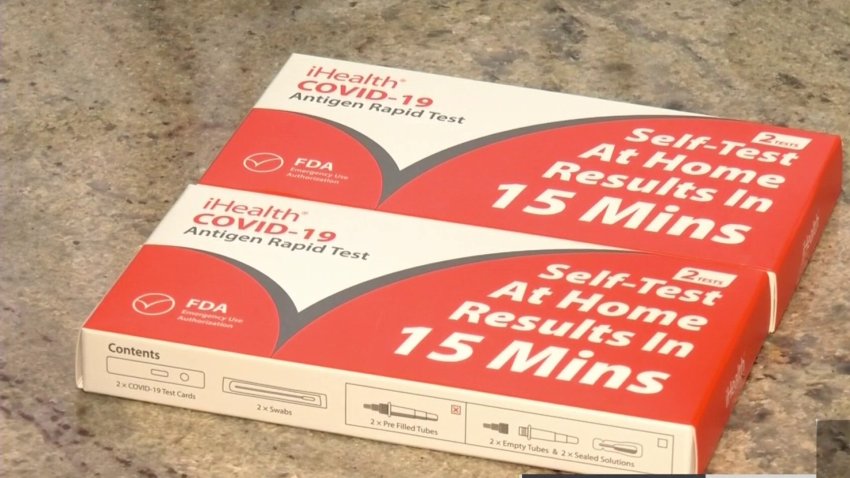 iHealth®
COVID-19
Antigen Rapid Test
FDA
Emergency Use
Authorization
2 TESTS
Self-Test
At Home
Results In
15 Mins
iHealth®
COVID-19
Antigen Rapid Test
FDA
Emergency Use
Authorization
2 TESTS
Self-Test
At Home
Results In
15 Mins
Contents
2 × COVID-19 Test Cards
2 × Swabs
2 × Pre Filled Tubes
2 × Empty Tubes & 2 × Sealed Solutions
iHealth